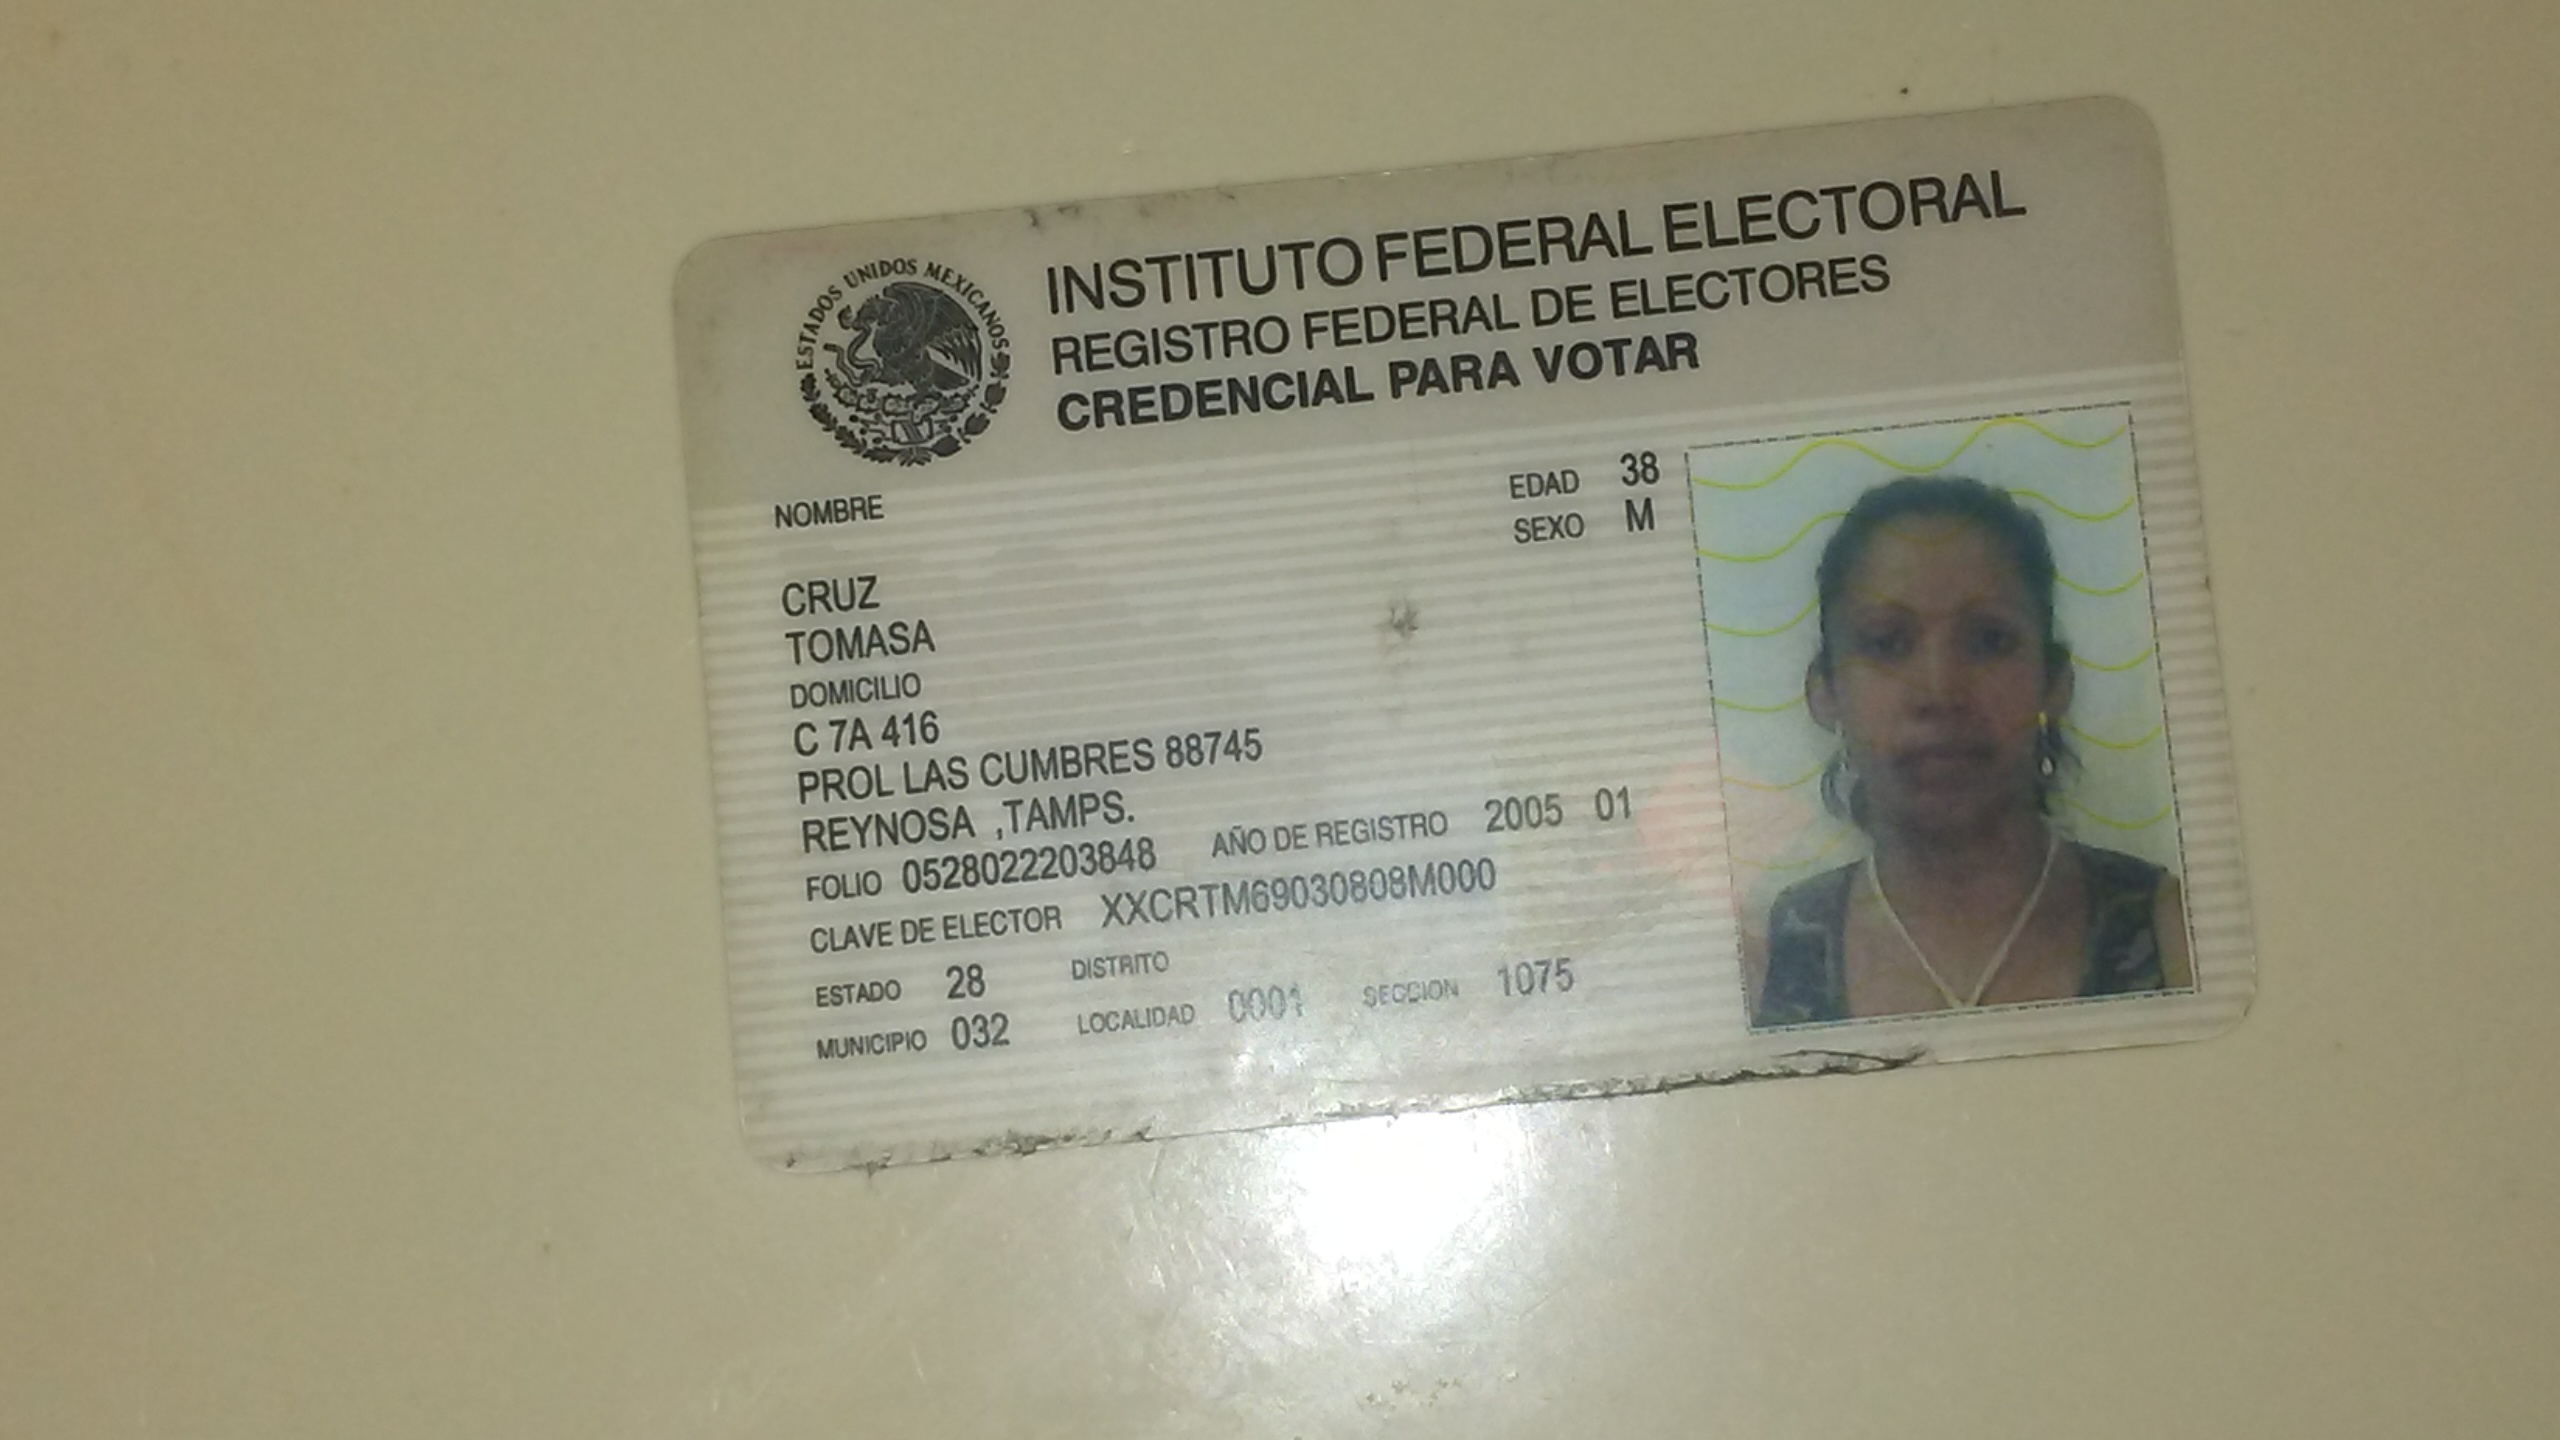 ESTADOS UNIDOS MEXICANOS
INSTITUTO FEDERAL ELECTORAL
REGISTRO FEDERAL DE ELECTORES
CREDENCIAL PARA VOTAR
NOMBRE
EDAD 38
CRUZ
SEXO M
TOMASA
DOMICILIO
C 7A 416
PROL LAS CUMBRES 88745
REYNOSA ,TAMPS.
FOLIO 0528022203848 AÑO DE REGISTRO 2005 01
CLAVE DE ELECTOR XXCRTM69030808M000
ESTADO 28 DISTRITO
MUNICIPIO 032 LOCALIDAD 0001 SECCION 1075